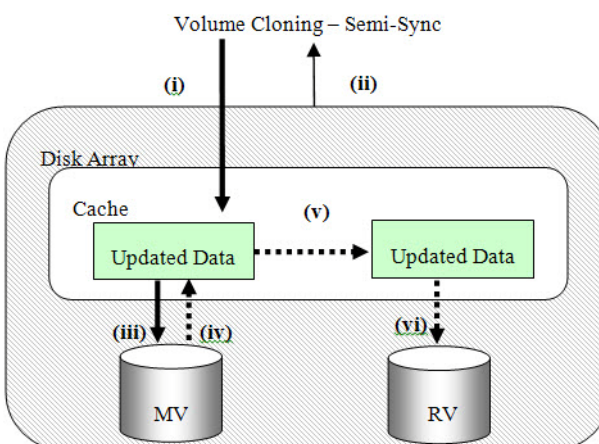 Volume Cloning – Semi-Sync
(i)
(ii)
Disk Array
Cache
(v)
Updated Data
Updated Data
(iii)
(iv)
(vi)
MV
RV